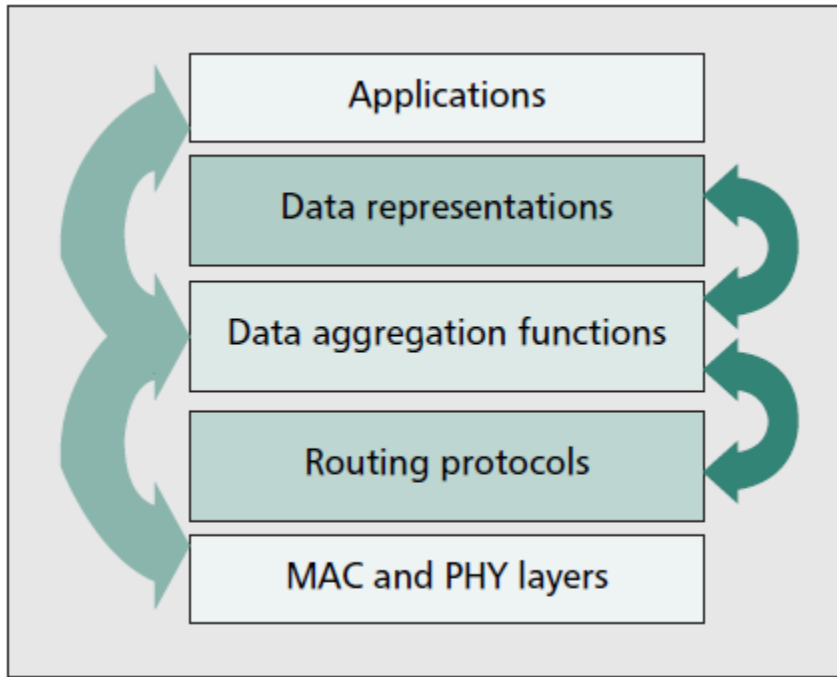 Applications
Data representations
Data aggregation functions
Routing protocols
MAC and PHY layers